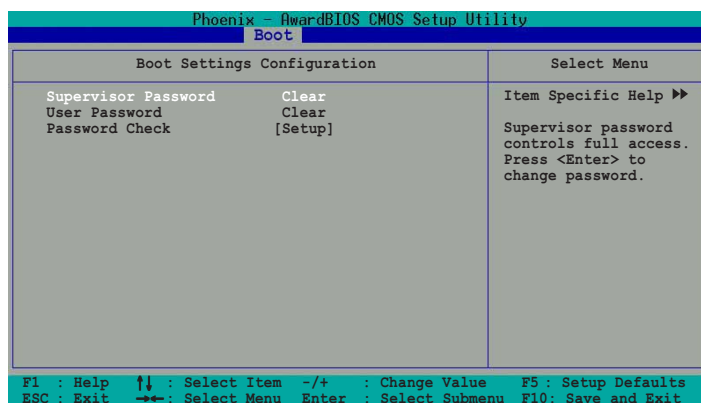 Phoenix - AwardBIOS CMOS Setup Utility
Boot
Boot Settings Configuration
Select Menu
Supervisor Password Clear
User Password Clear
Password Check [Setup]
Item Specific Help ▶▶
Supervisor password
controls full access.
Press <Enter> to
change password.
F1 : Help ↑↓ : Select Item -/+ : Change Value F5 : Setup Defaults
ESC : Exit →← : Select Menu Enter : Select Submenu F10: Save and Exit